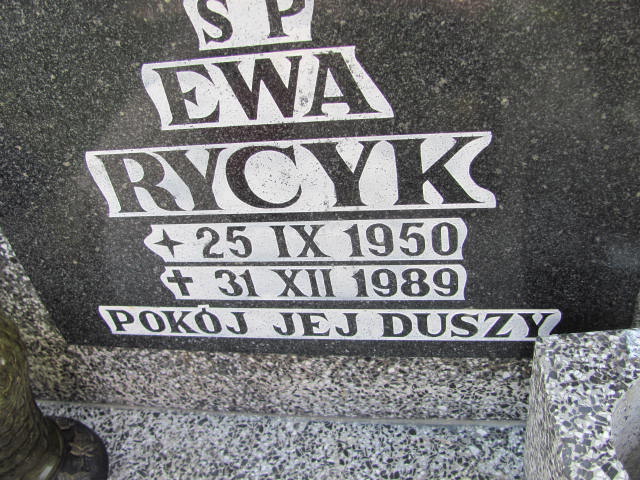 Ś P
EWA
RYCYK
✦ 25 IX 1950
✝ 31 XII 1989
POKÓJ JEJ DUSZY